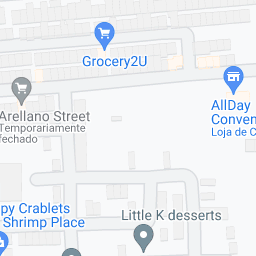 Grocery2U
Arellano Street
Temporariamente
fechado
AllDay
Conven
Loja de C
py Crablets
Shrimp Place
Little K desserts